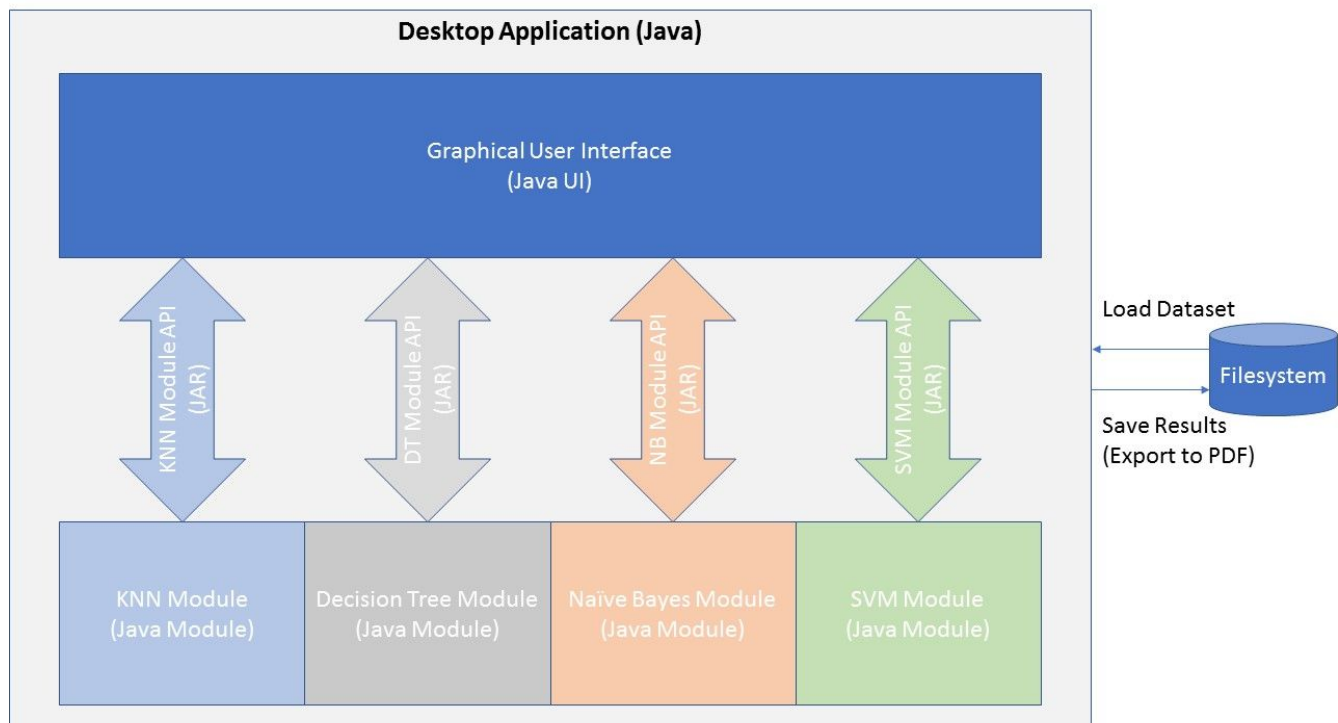 Desktop Application (Java)
Graphical User Interface
(Java UI)
KNN Module API
(JAR)
DT Module API
(JAR)
NB Module API
(JAR)
SVM Module API
(JAR)
Load Dataset
Filesystem
Save Results
(Export to PDF)
KNN Module
(Java Module)
Decision Tree Module
(Java Module)
Naïve Bayes Module
(Java Module)
SVM Module
(Java Module)